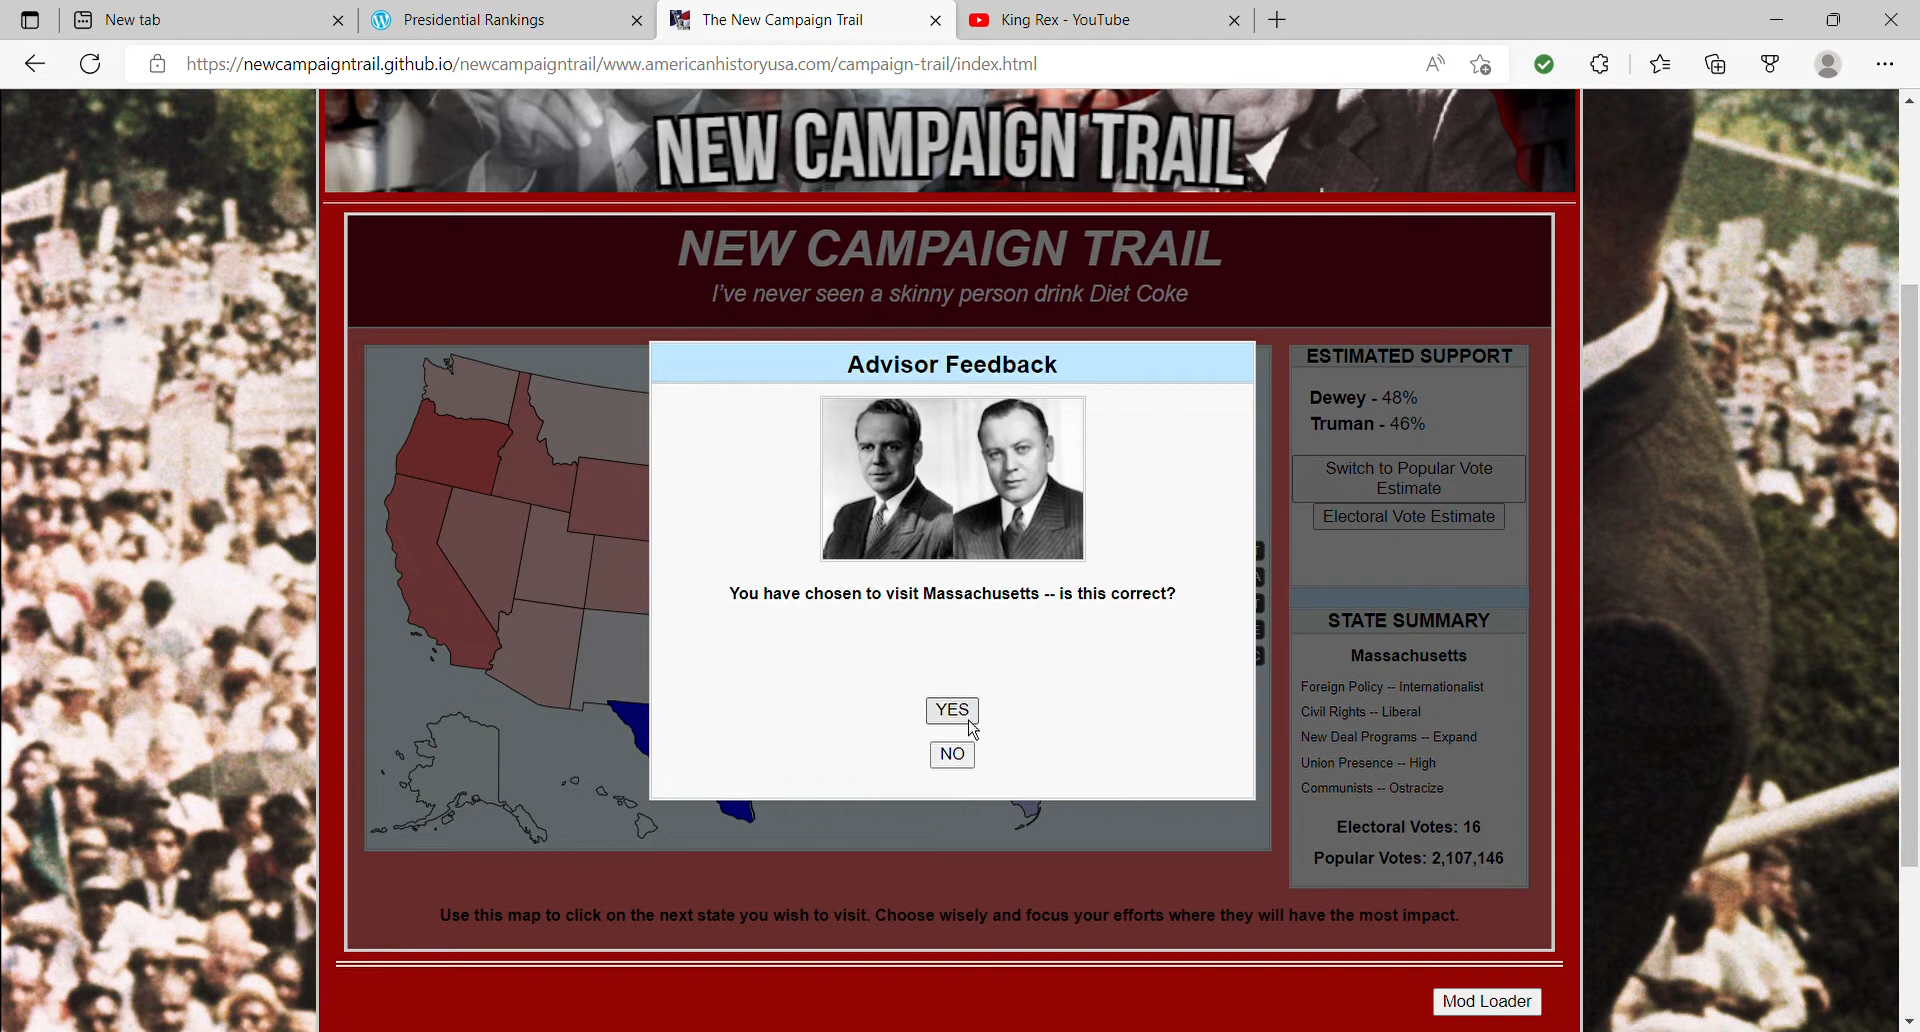 New tab
Presidential Rankings
The New Campaign Trail
King Rex - YouTube
https://newcampaigntrail.github.io/newcampaigntrail/www.americanhistoryusa.com/campaign-trail/index.html
NEW CAMPAIGN TRAIL
NEW CAMPAIGN TRAIL
I've never seen a skinny person drink Diet Coke
Advisor Feedback
You have chosen to visit Massachusetts -- is this correct?
YES
NO
ESTIMATED SUPPORT
Dewey - 48%
Truman - 46%
Switch to Popular Vote
Estimate
Electoral Vote Estimate
STATE SUMMARY
Massachusetts
Foreign Policy -- Internationalist
Civil Rights -- Liberal
New Deal Programs -- Expand
Union Presence -- High
Communists -- Ostracize
Electoral Votes: 16
Popular Votes: 2,107,146
Use this map to click on the next state you wish to visit. Choose wisely and focus your efforts where they will have the most impact.
Mod Loader